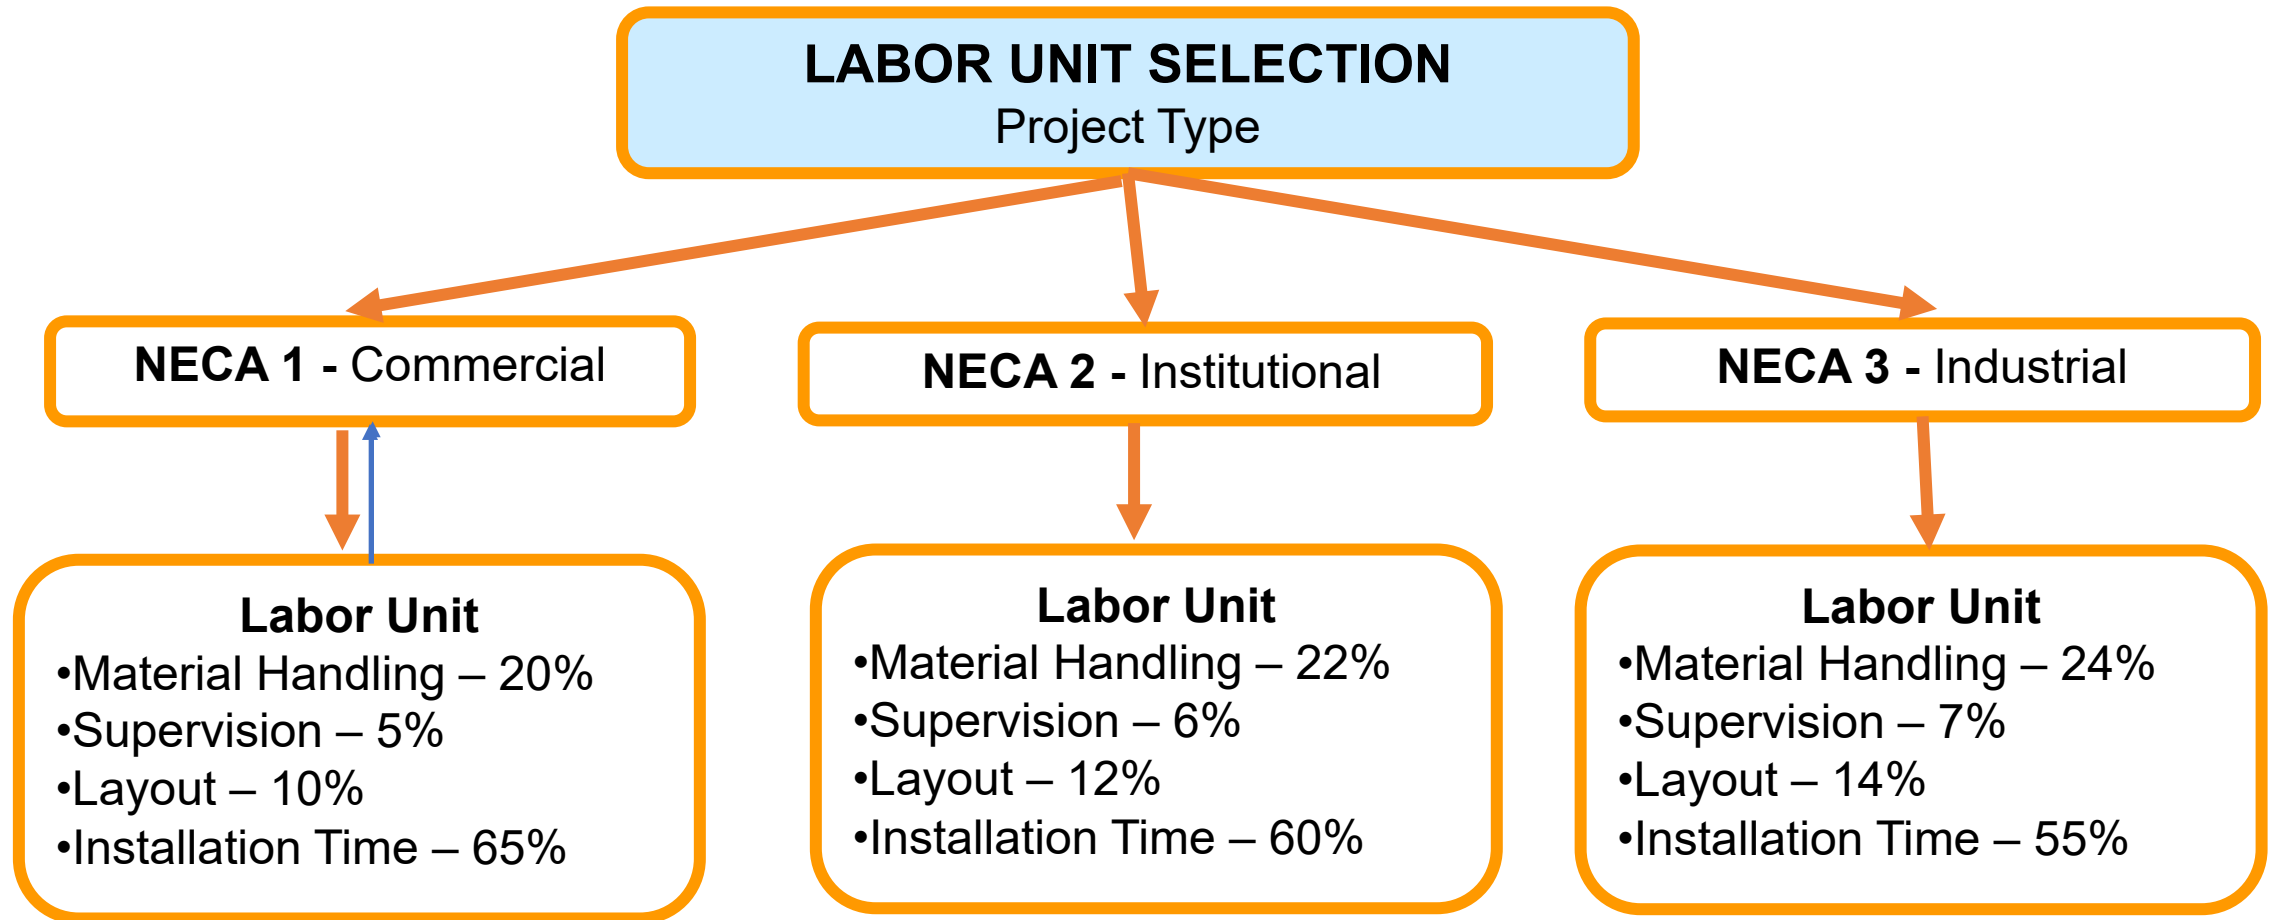 LABOR UNIT SELECTION
Project Type
NECA 1 - Commercial
NECA 2 - Institutional
NECA 3 - Industrial
Labor Unit
•Material Handling – 20%
•Supervision – 5%
•Layout – 10%
•Installation Time – 65%
Labor Unit
•Material Handling – 22%
•Supervision – 6%
•Layout – 12%
•Installation Time – 60%
Labor Unit
•Material Handling – 24%
•Supervision – 7%
•Layout – 14%
•Installation Time – 55%